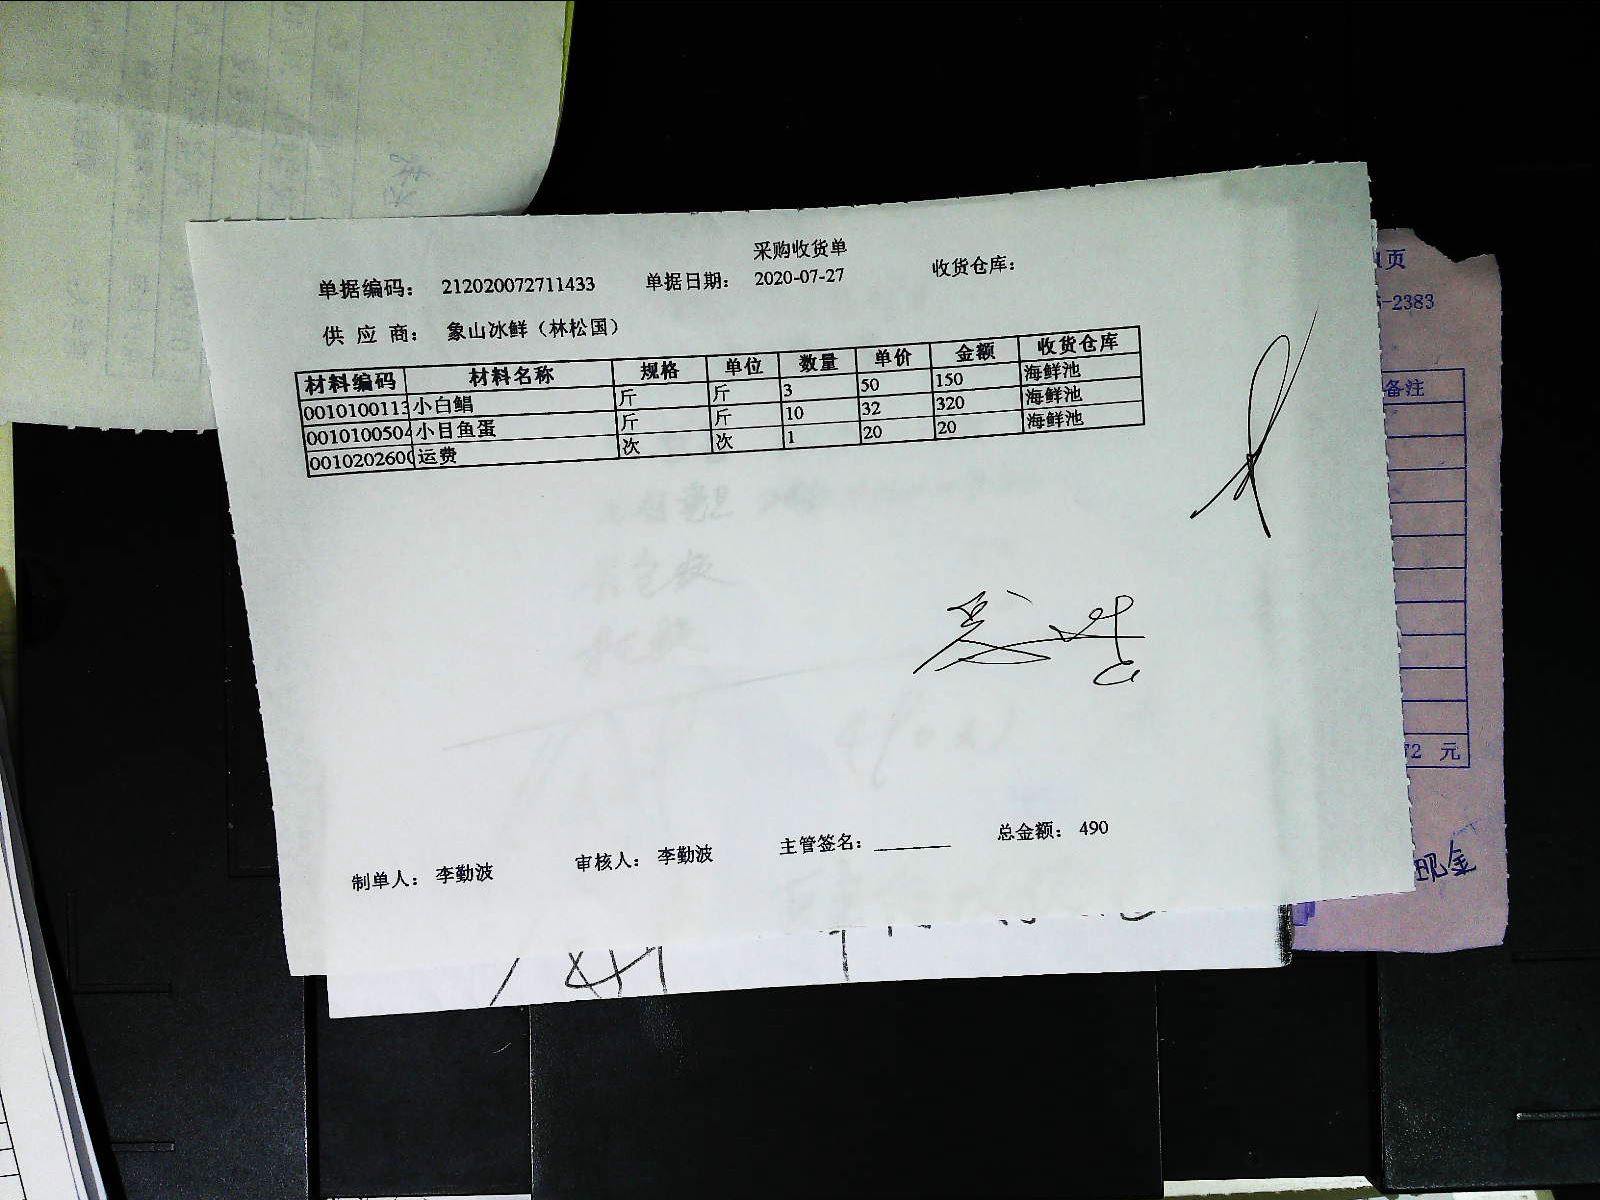 采购收货单
单据编码： 212020072711433 单据日期： 2020-07-27 收货仓库：
供 应 商： 象山冰鲜（林松国）
材料编码 材料名称 规格 单位 数量 单价 金额 收货仓库
0010100113 小白鲳 斤 斤 3 50 150 海鲜池
0010100504 小目鱼蛋 斤 斤 10 32 320 海鲜池
0010202600 运费 次 次 1 20 20 海鲜池
制单人： 李勤波 审核人： 李勤波 主管签名： 总金额： 490
页
-2383
备注
72 元
现金